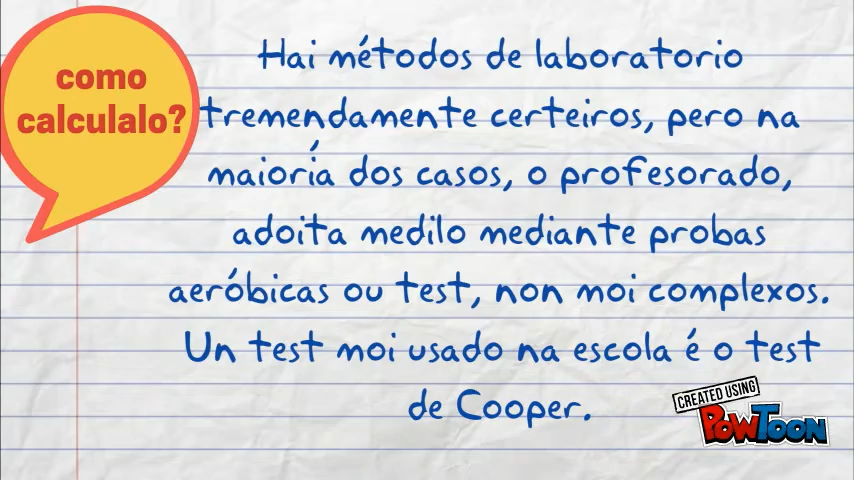 como
calculalo?
Hai métodos de laboratorio
tremendamente certeiros, pero na
maioría dos casos, o profesorado,
adoita medilo mediante probas
aeróbicas ou test, non moi complexos.
Un test moi usado na escola é o test
de Cooper.
CREATED USING
POWTOON